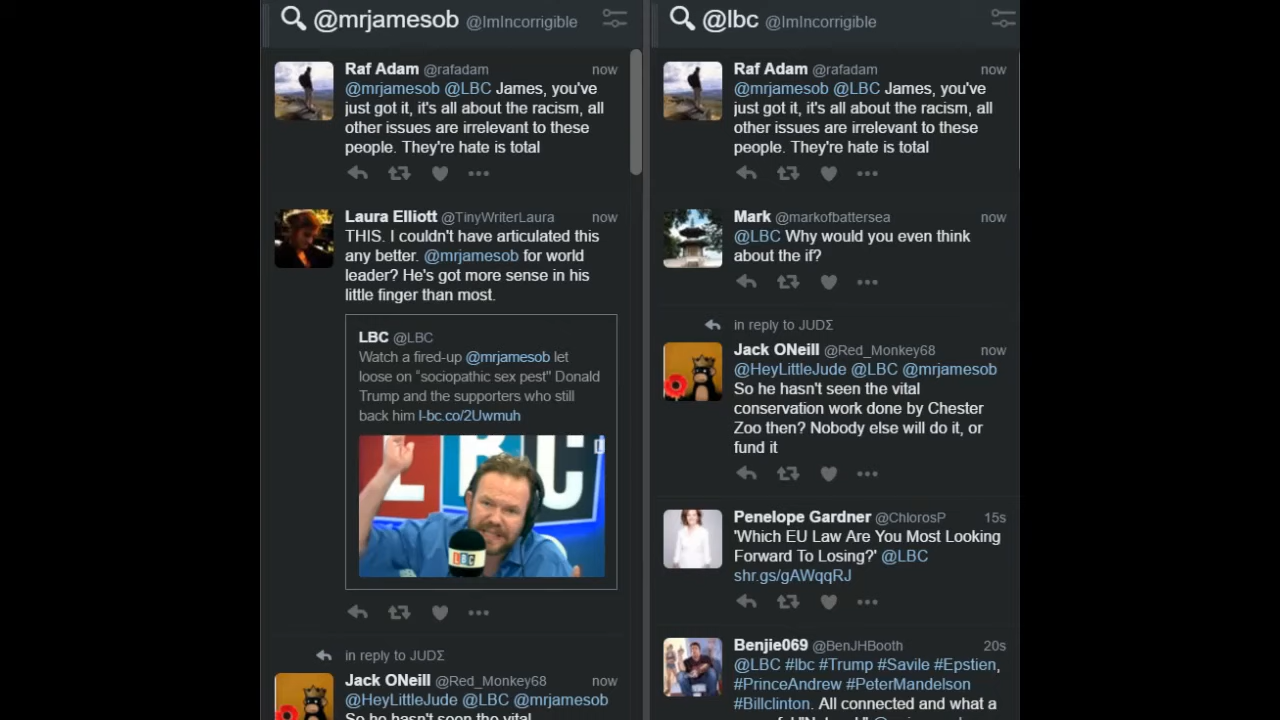 @mrjamesob @ImIncorrigible
Raf Adam @rafadam now
@mrjamesob @LBC James, you've
just got it, it's all about the racism, all
other issues are irrelevant to these
people. They're hate is total
Laura Elliott @TinyWriterLaura now
THIS. I couldn't have articulated this
any better. @mrjamesob for world
leader? He's got more sense in his
little finger than most.
LBC @LBC
Watch a fired-up @mrjamesob let
loose on "sociopathic sex pest" Donald
Trump and the supporters who still
back him l-bc.co/2Uwmuh
LBC
LBC
in reply to JUDΣ
Jack ONeill @Red_Monkey68 now
@HeyLittleJude @LBC @mrjamesob
So he hasn't seen the vital
@lbc @ImIncorrigible
Raf Adam @rafadam now
@mrjamesob @LBC James, you've
just got it, it's all about the racism, all
other issues are irrelevant to these
people. They're hate is total
Mark @markofbattersea now
@LBC Why would you even think
about the if?
in reply to JUDΣ
Jack ONeill @Red_Monkey68 now
@HeyLittleJude @LBC @mrjamesob
So he hasn't seen the vital
conservation work done by Chester
Zoo then? Nobody else will do it, or
fund it
Penelope Gardner @ChlorosP 15s
'Which EU Law Are You Most Looking
Forward To Losing?' @LBC
shr.gs/gAWqqRJ
Benjie069 @BenJHBooth 20s
@LBC #lbc #Trump #Savile #Epstien,
#PrinceAndrew #PeterMandelson
#Billclinton. All connected and what a